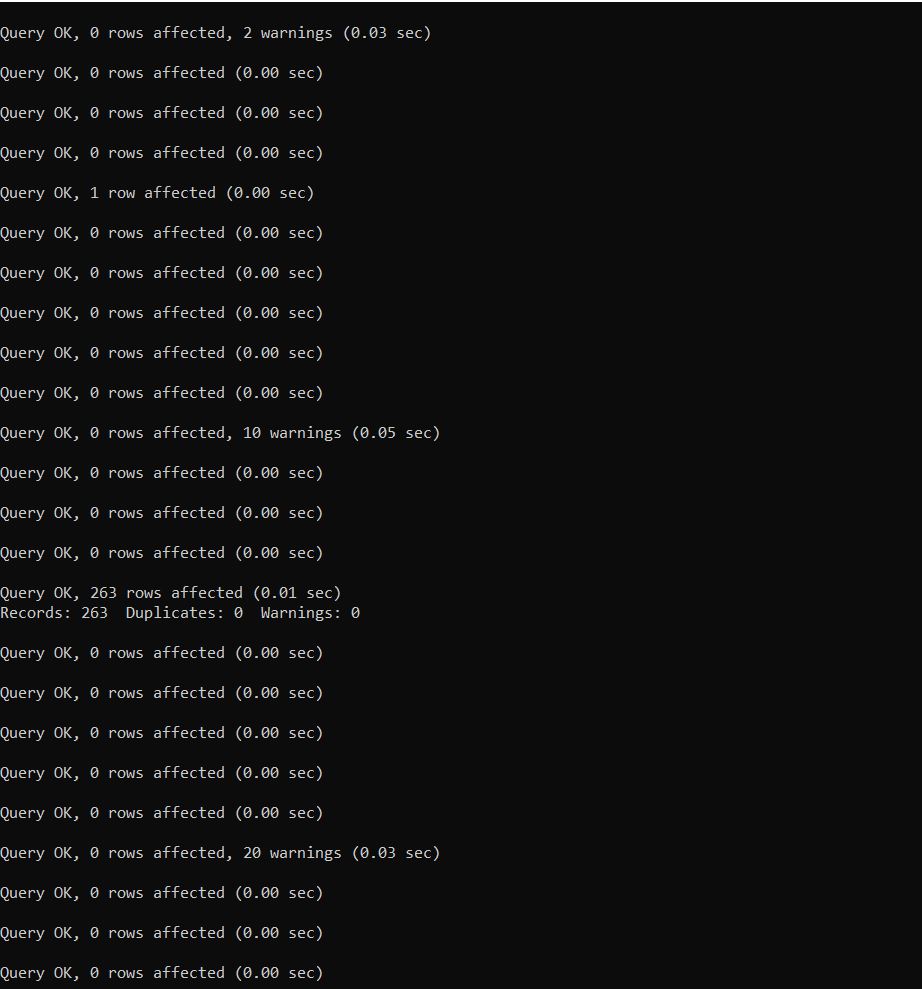 Query OK, 0 rows affected, 2 warnings (0.03 sec)
Query OK, 0 rows affected (0.00 sec)
Query OK, 0 rows affected (0.00 sec)
Query OK, 0 rows affected (0.00 sec)
Query OK, 1 row affected (0.00 sec)
Query OK, 0 rows affected (0.00 sec)
Query OK, 0 rows affected (0.00 sec)
Query OK, 0 rows affected (0.00 sec)
Query OK, 0 rows affected (0.00 sec)
Query OK, 0 rows affected (0.00 sec)
Query OK, 0 rows affected, 10 warnings (0.05 sec)
Query OK, 0 rows affected (0.00 sec)
Query OK, 0 rows affected (0.00 sec)
Query OK, 0 rows affected (0.00 sec)
Query OK, 263 rows affected (0.01 sec)
Records: 263  Duplicates: 0  Warnings: 0
Query OK, 0 rows affected (0.00 sec)
Query OK, 0 rows affected (0.00 sec)
Query OK, 0 rows affected (0.00 sec)
Query OK, 0 rows affected (0.00 sec)
Query OK, 0 rows affected (0.00 sec)
Query OK, 0 rows affected, 20 warnings (0.03 sec)
Query OK, 0 rows affected (0.00 sec)
Query OK, 0 rows affected (0.00 sec)
Query OK, 0 rows affected (0.00 sec)